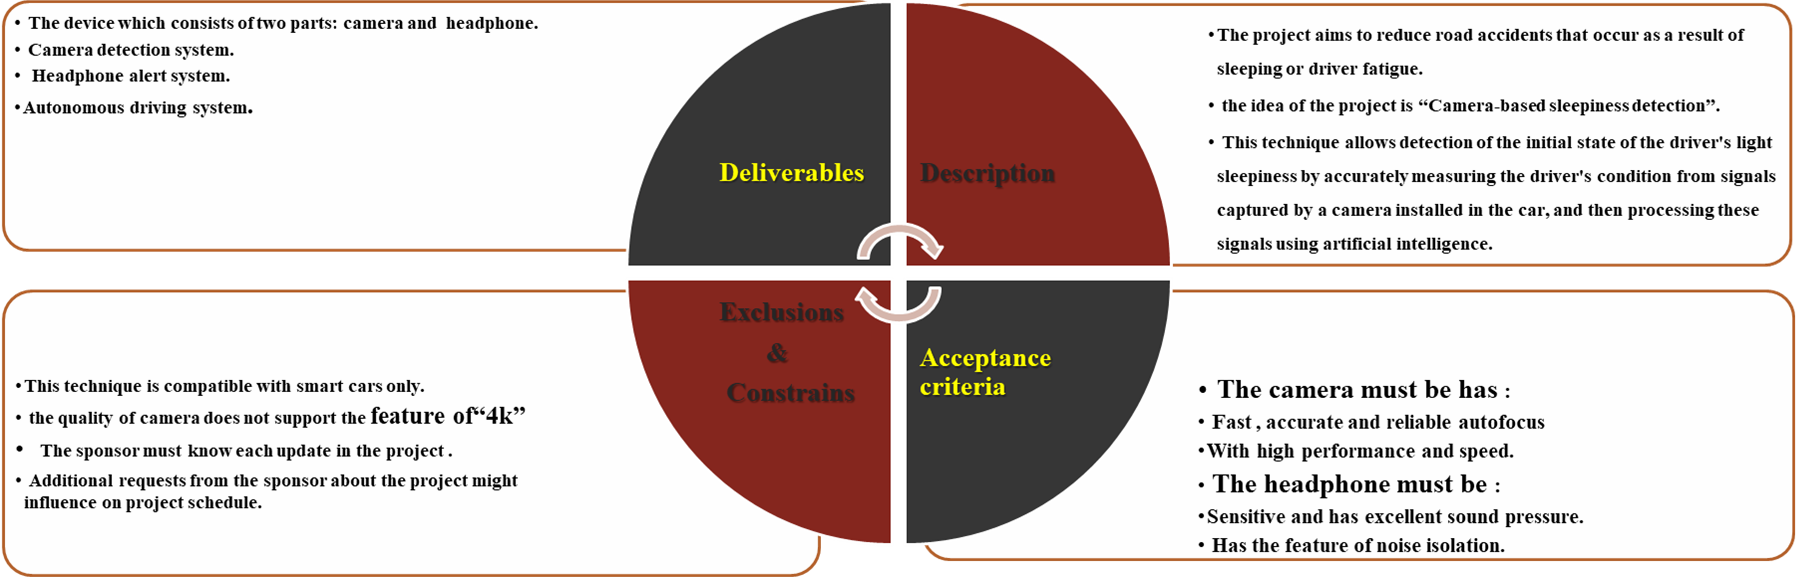 • The device which consists of two parts: camera and headphone.
• Camera detection system.
• Headphone alert system.
• Autonomous driving system.
Deliverables
Description
• The project aims to reduce road accidents that occur as a result of
sleeping or driver fatigue.
• the idea of the project is “Camera-based sleepiness detection”.
• This technique allows detection of the initial state of the driver's light
sleepiness by accurately measuring the driver's condition from signals
captured by a camera installed in the car, and then processing these
signals using artificial intelligence.
Exclusions
&
Constrains
• This technique is compatible with smart cars only.
• the quality of camera does not support the feature of“4k”
• The sponsor must know each update in the project .
• Additional requests from the sponsor about the project might
influence on project schedule.
Acceptance
criteria
• The camera must be has :
• Fast , accurate and reliable autofocus
• With high performance and speed.
• The headphone must be :
• Sensitive and has excellent sound pressure.
• Has the feature of noise isolation.